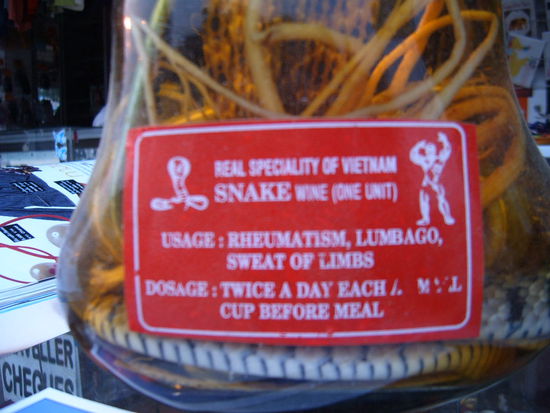 REAL SPECIALITY OF VIETNAM
SNAKE WINE (ONE UNIT)
USAGE : RHEUMATISM, LUMBAGO,
SWEAT OF LIMBS
DOSAGE : TWICE A DAY EACH
CUP BEFORE MEAL
CHEQUES